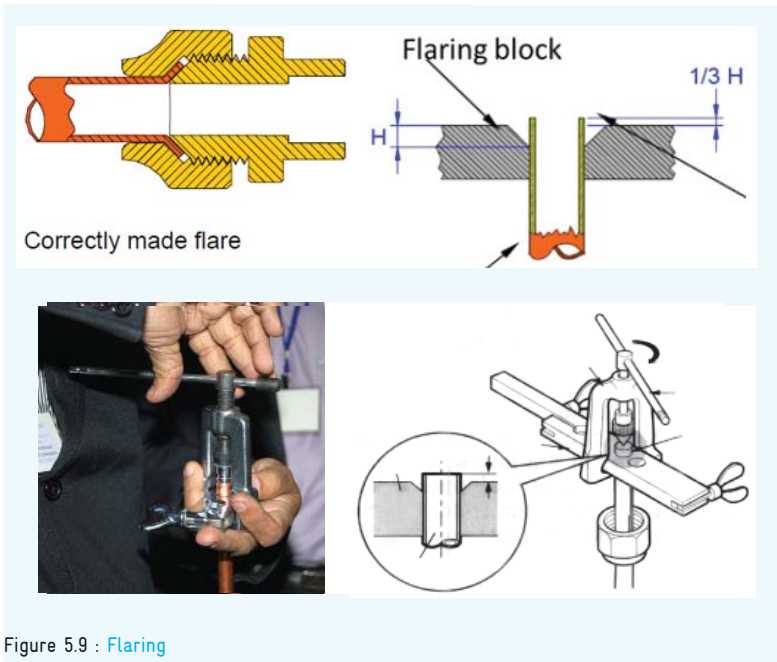 Flaring block
1/3 H
H
Correctly made flare
Figure 5.9 : Flaring